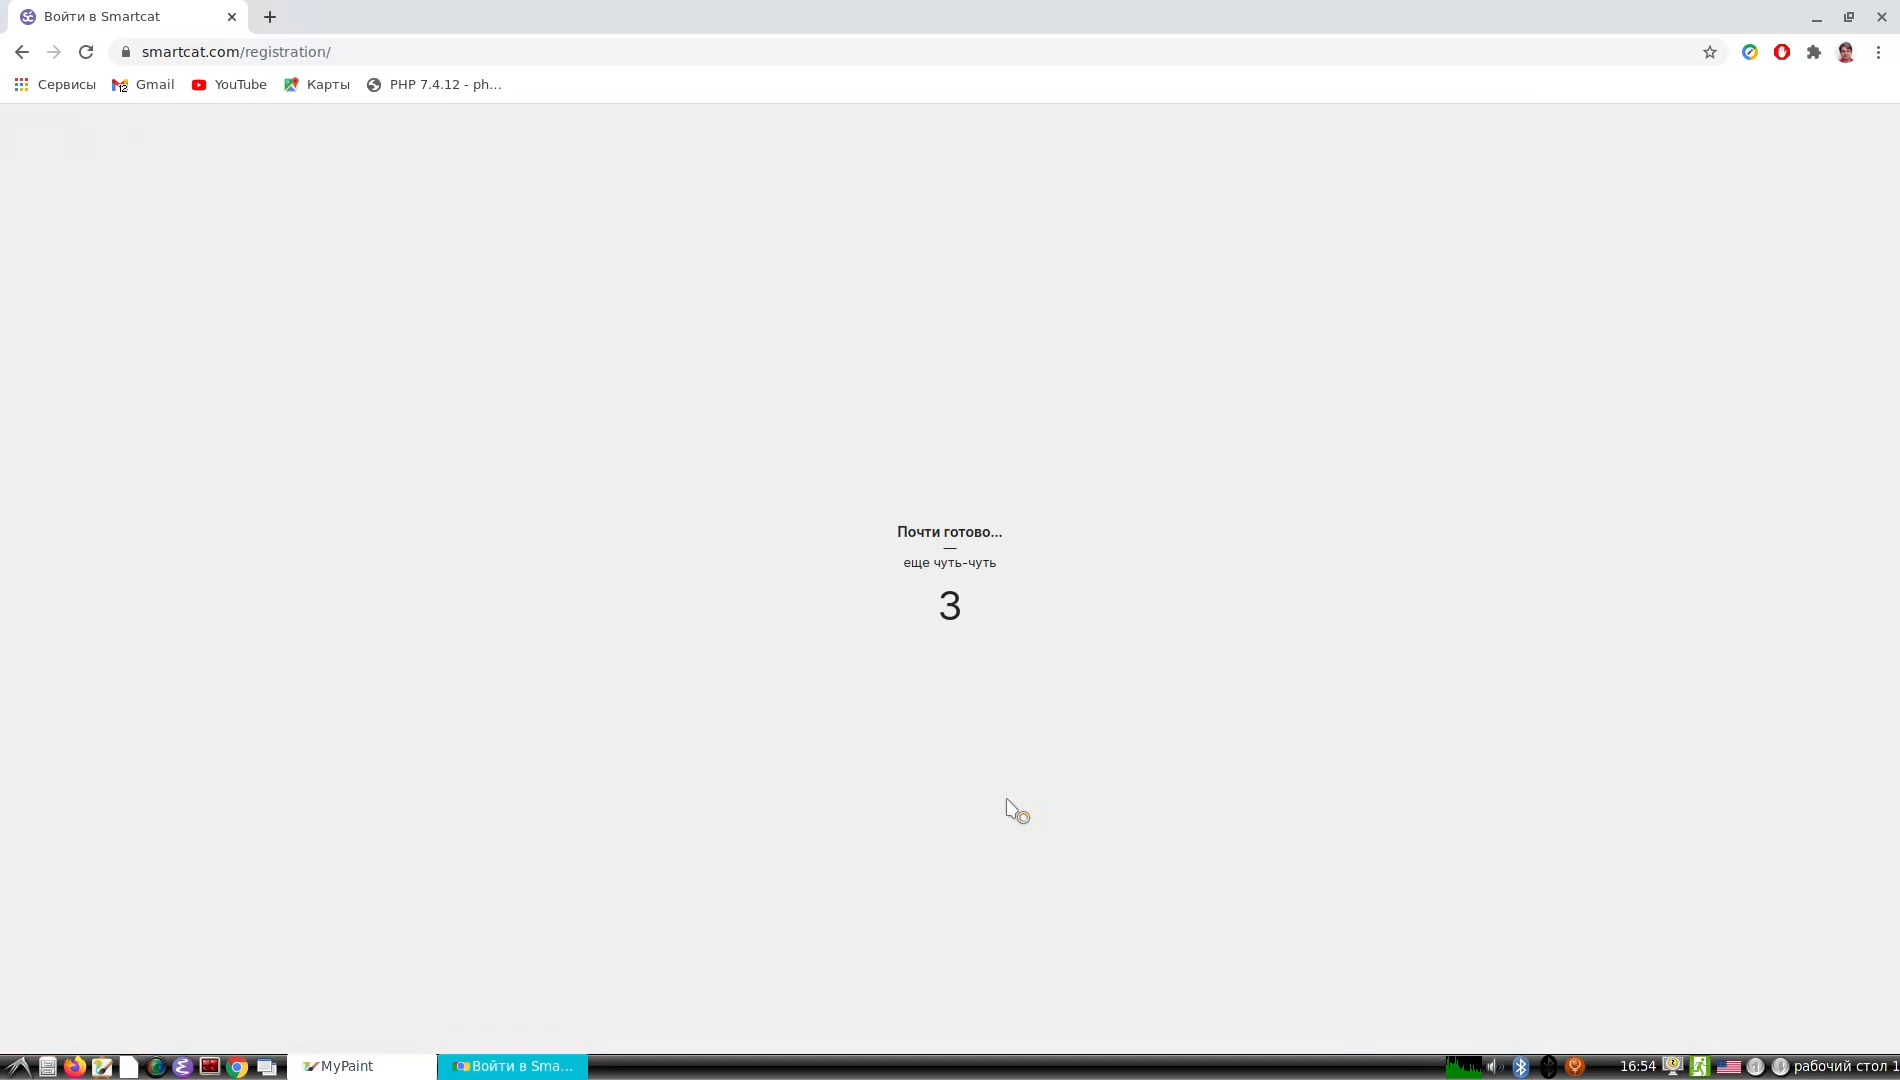 Войти в Smartcat
smartcat.com/registration/
Сервисы
Gmail
YouTube
Карты
PHP 7.4.12 - ph...
Почти готово...
—
еще чуть-чуть
3
MyPaint
Войти в Sma...
16:54
рабочий стол 1